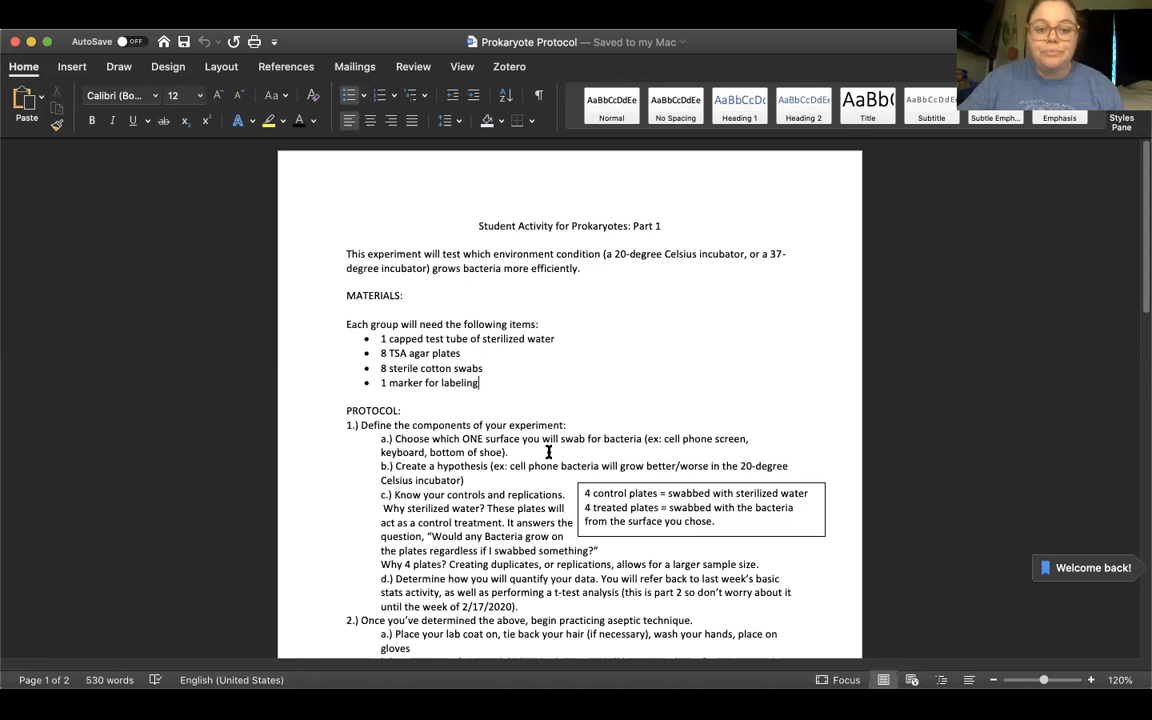 AutoSave OFF
Prokaryote Protocol — Saved to my Mac
Home Insert Draw Design Layout References Mailings Review View Zotero
Paste
Calibri (Bo... 12
AaBbCcDdEe
Normal
AaBbCcDdEe
No Spacing
AaBbCcDc
Heading 1
AaBbCcDdEe
Heading 2
AaBb(
Title
AaBbCcDdEe
Subtitle
Subtle Emph...
Emphasis
Styles
Pane
Student Activity for Prokaryotes: Part 1
This experiment will test which environment condition (a 20-degree Celsius incubator, or a 37-
degree incubator) grows bacteria more efficiently.
MATERIALS:
Each group will need the following items:
• 1 capped test tube of sterilized water
• 8 TSA agar plates
• 8 sterile cotton swabs
• 1 marker for labeling
PROTOCOL:
1.) Define the components of your experiment:
a.) Choose which ONE surface you will swab for bacteria (ex: cell phone screen,
keyboard, bottom of shoe).
b.) Create a hypothesis (ex: cell phone bacteria will grow better/worse in the 20-degree
Celsius incubator)
c.) Know your controls and replications.
Why sterilized water? These plates will
act as a control treatment. It answers the
question, “Would any Bacteria grow on
the plates regardless if I swabbed something?”
4 control plates = swabbed with sterilized water
4 treated plates = swabbed with the bacteria
from the surface you chose.
Why 4 plates? Creating duplicates, or replications, allows for a larger sample size.
d.) Determine how you will quantify your data. You will refer back to last week’s basic
stats activity, as well as performing a t-test analysis (this is part 2 so don’t worry about it
until the week of 2/17/2020).
2.) Once you’ve determined the above, begin practicing aseptic technique.
a.) Place your lab coat on, tie back your hair (if necessary), wash your hands, place on
gloves
Welcome back!
Page 1 of 2 530 words English (United States) Focus 120%